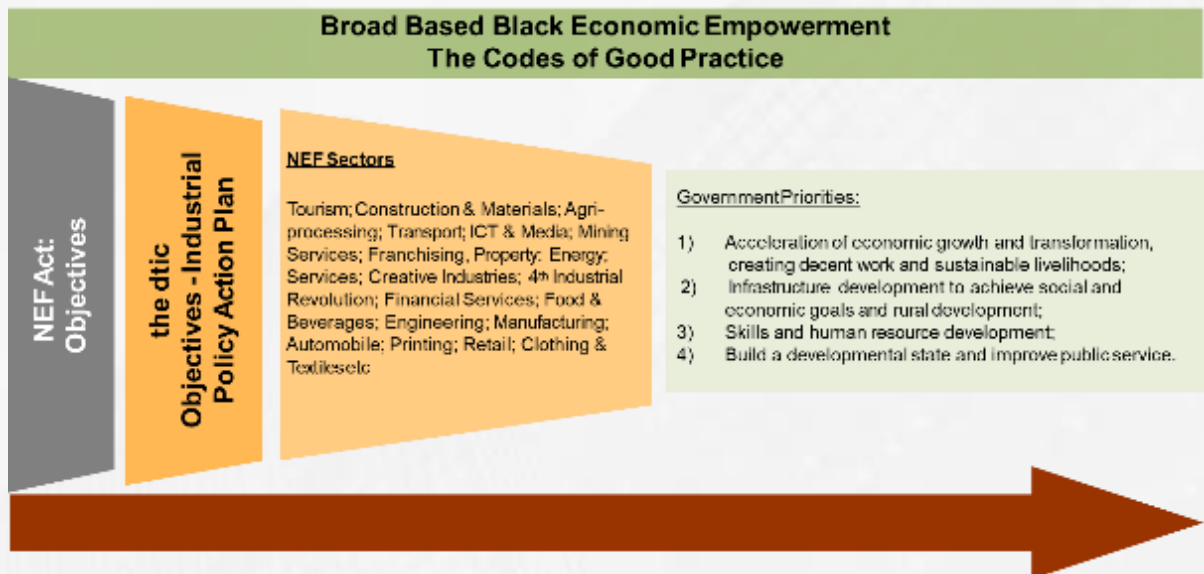 Broad Based Black Economic Empowerment
The Codes of Good Practice
NEF Act:
Objectives
the dtic
Objectives - Industrial
Policy Action Plan
NEF Sectors
Tourism; Construction & Materials; Agri-
processing; Transport; ICT & Media; Mining
Services; Franchising, Property: Energy;
Services; Creative Industries; 4th Industrial
Revolution; Financial Services; Food &
Beverages; Engineering; Manufacturing;
Automobile; Printing; Retail; Clothing &
Textiles etc
Government Priorities:
1) Acceleration of economic growth and transformation,
creating decent work and sustainable livelihoods;
2) Infrastructure development to achieve social and
economic goals and rural development;
3) Skills and human resource development;
4) Build a developmental state and improve public service.